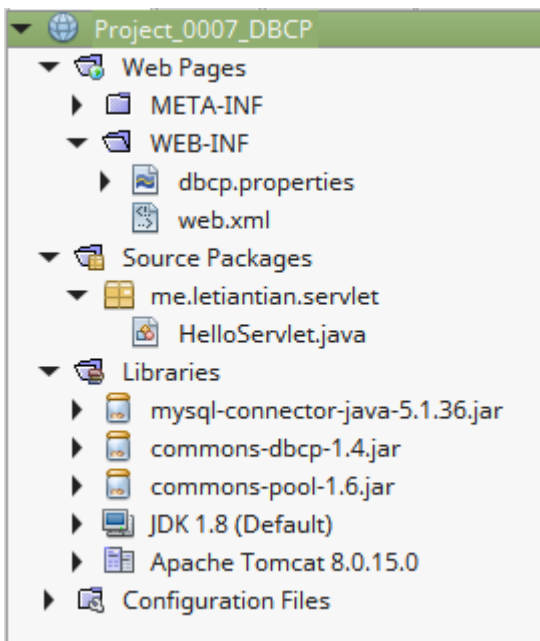 Project_0007_DBCP
Web Pages
META-INF
WEB-INF
dbcp.properties
web.xml
Source Packages
me.letiantian.servlet
HelloServlet.java
Libraries
mysql-connector-java-5.1.36.jar
commons-dbcp-1.4.jar
commons-pool-1.6.jar
JDK 1.8 (Default)
Apache Tomcat 8.0.15.0
Configuration Files